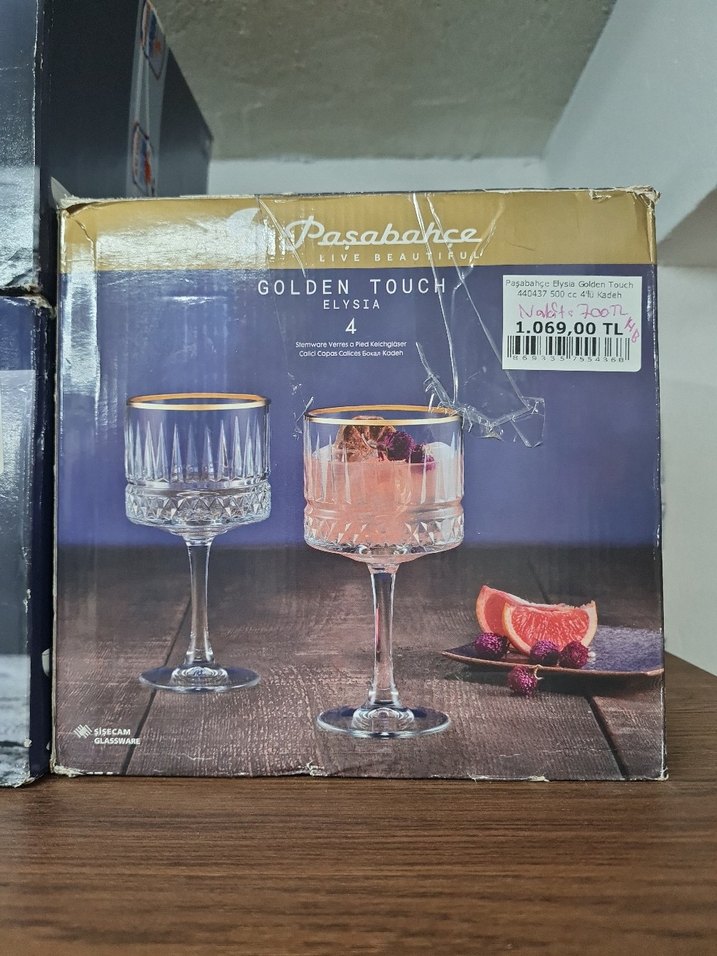 Paşabahçe
LIVE BEAUTIFUL
GOLDEN TOUCH
ELYSIA
4
Stemware Verres a Pied Kelchgläser
Calici Copas Calices Бокал Kadeh
Paşabahçe Elysia Golden Touch
440437 500 cc 4'lü Kadeh
Nakit: 700TL
1.069,00 TL
ŞİŞECAM
GLASSWARE